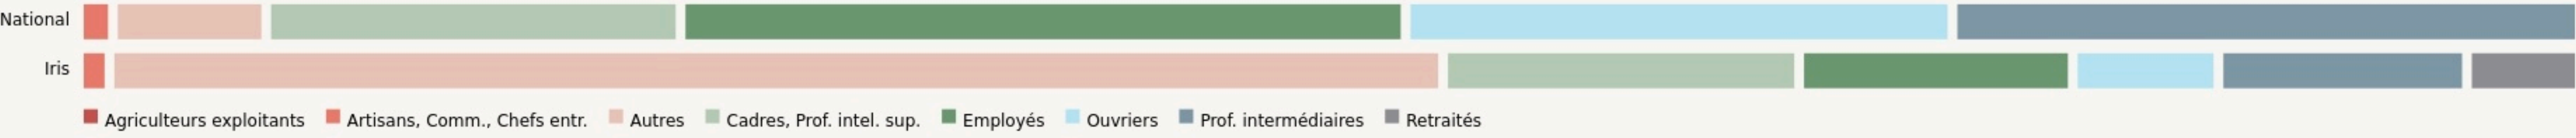 National
Iris
Agriculteurs exploitants Artisans, Comm., Chefs entr. Autres Cadres, Prof. intel. sup. Employés Ouvriers Prof. intermédiaires Retraités